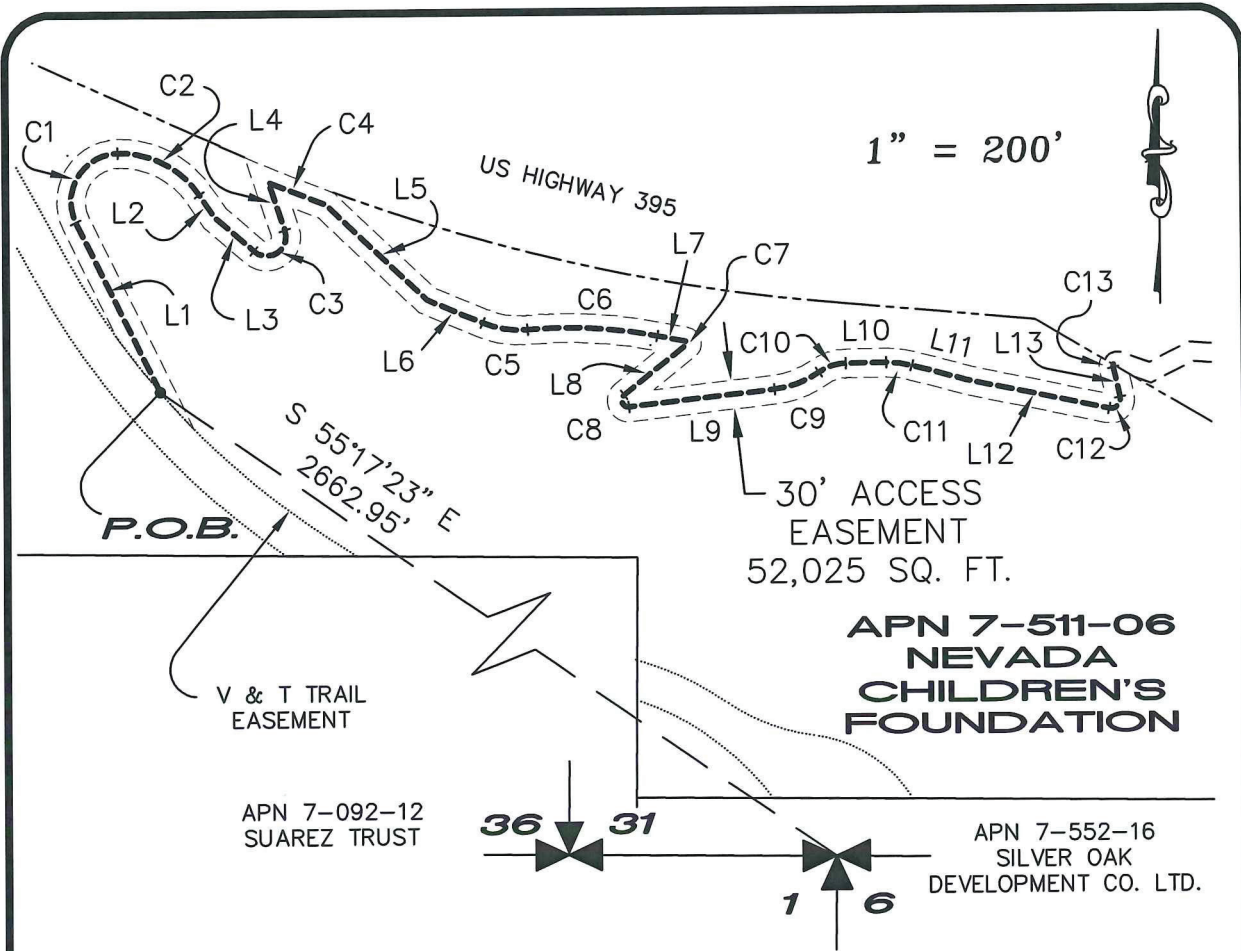 C2
C1
L4
C4
1" = 200'
US HIGHWAY 395
L5
L2
L7
C7
C13
L1
L3
C3
C6
C10
L10
L11
L13
L6
C5
L8
C8
L9
C9
C11
L12
C12
S 55°17'23" E
2662.95'
P.O.B.
30' ACCESS
EASEMENT
52,025 SQ. FT.
APN 7-511-06
NEVADA
CHILDREN'S
FOUNDATION
V & T TRAIL
EASEMENT
APN 7-092-12
SUAREZ TRUST
36
31
APN 7-552-16
SILVER OAK
DEVELOPMENT CO. LTD.
1
6